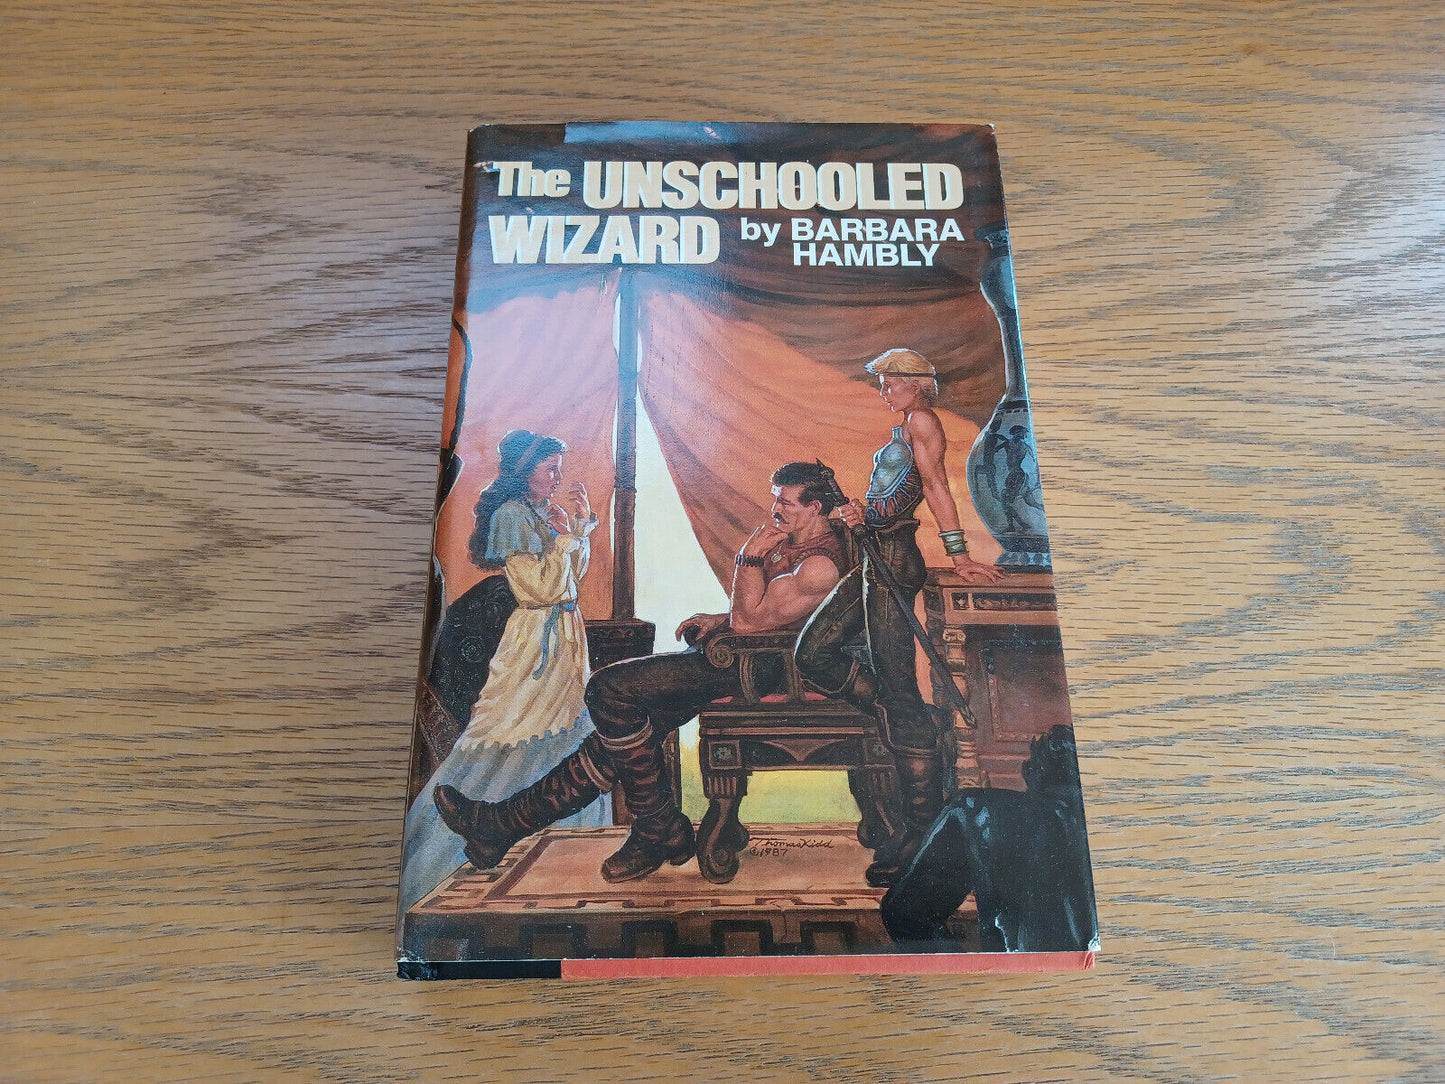 The UNSCHOOLED
WIZARD by BARBARA
HAMBLY
Thomas Kidd
©1987